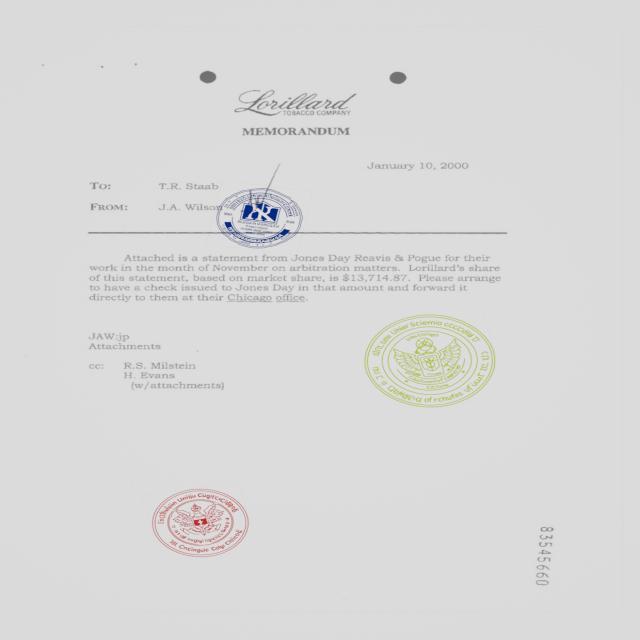 Lorillard
TOBACCO COMPANY
MEMORANDUM
January 10, 2000
TO: T.R. Staab
FROM: J.A. Wilson
Attached is a statement from Jones Day Reavis & Pogue for their
work in the month of November on arbitration matters. Lorillard's share
of this statement, based on market share, is $13,714.87. Please arrange
to have a check issued to Jones Day in that amount and forward it
directly to them at their Chicago office.
JAW:jp
Attachments
cc: R.S. Milstein
H. Evans
(w/attachments)
83545660